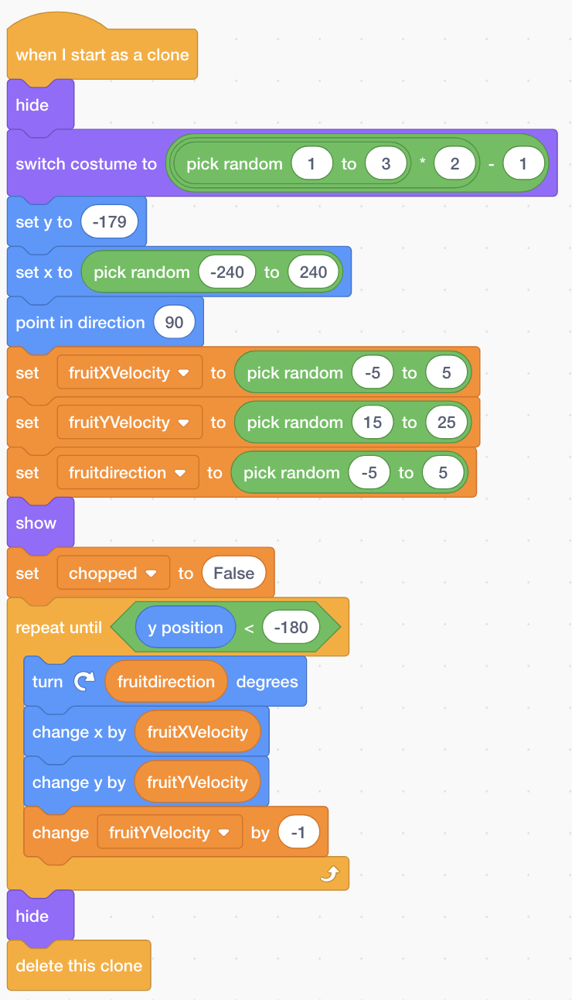 when I start as a clone
hide
switch costume to pick random 1 to 3 * 2 - 1
set y to -179
set x to pick random -240 to 240
point in direction 90
set fruitXVelocity to pick random -5 to 5
set fruitYVelocity to pick random 15 to 25
set fruitdirection to pick random -5 to 5
show
set chopped to False
repeat until y position < -180
turn fruitdirection degrees
change x by fruitXVelocity
change y by fruitYVelocity
change fruitYVelocity by -1
hide
delete this clone